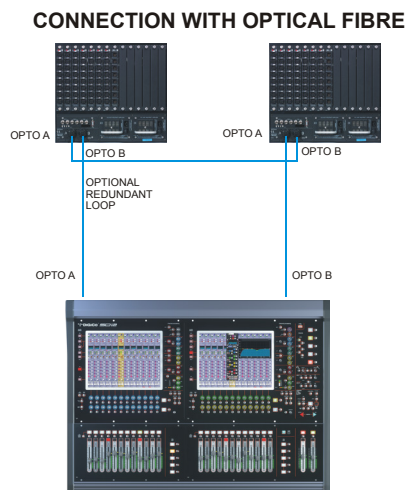 CONNECTION WITH OPTICAL FIBRE
OPTO A
OPTO A
OPTO B
OPTO B
OPTIONAL
REDUNDANT
LOOP
OPTO A
OPTO B